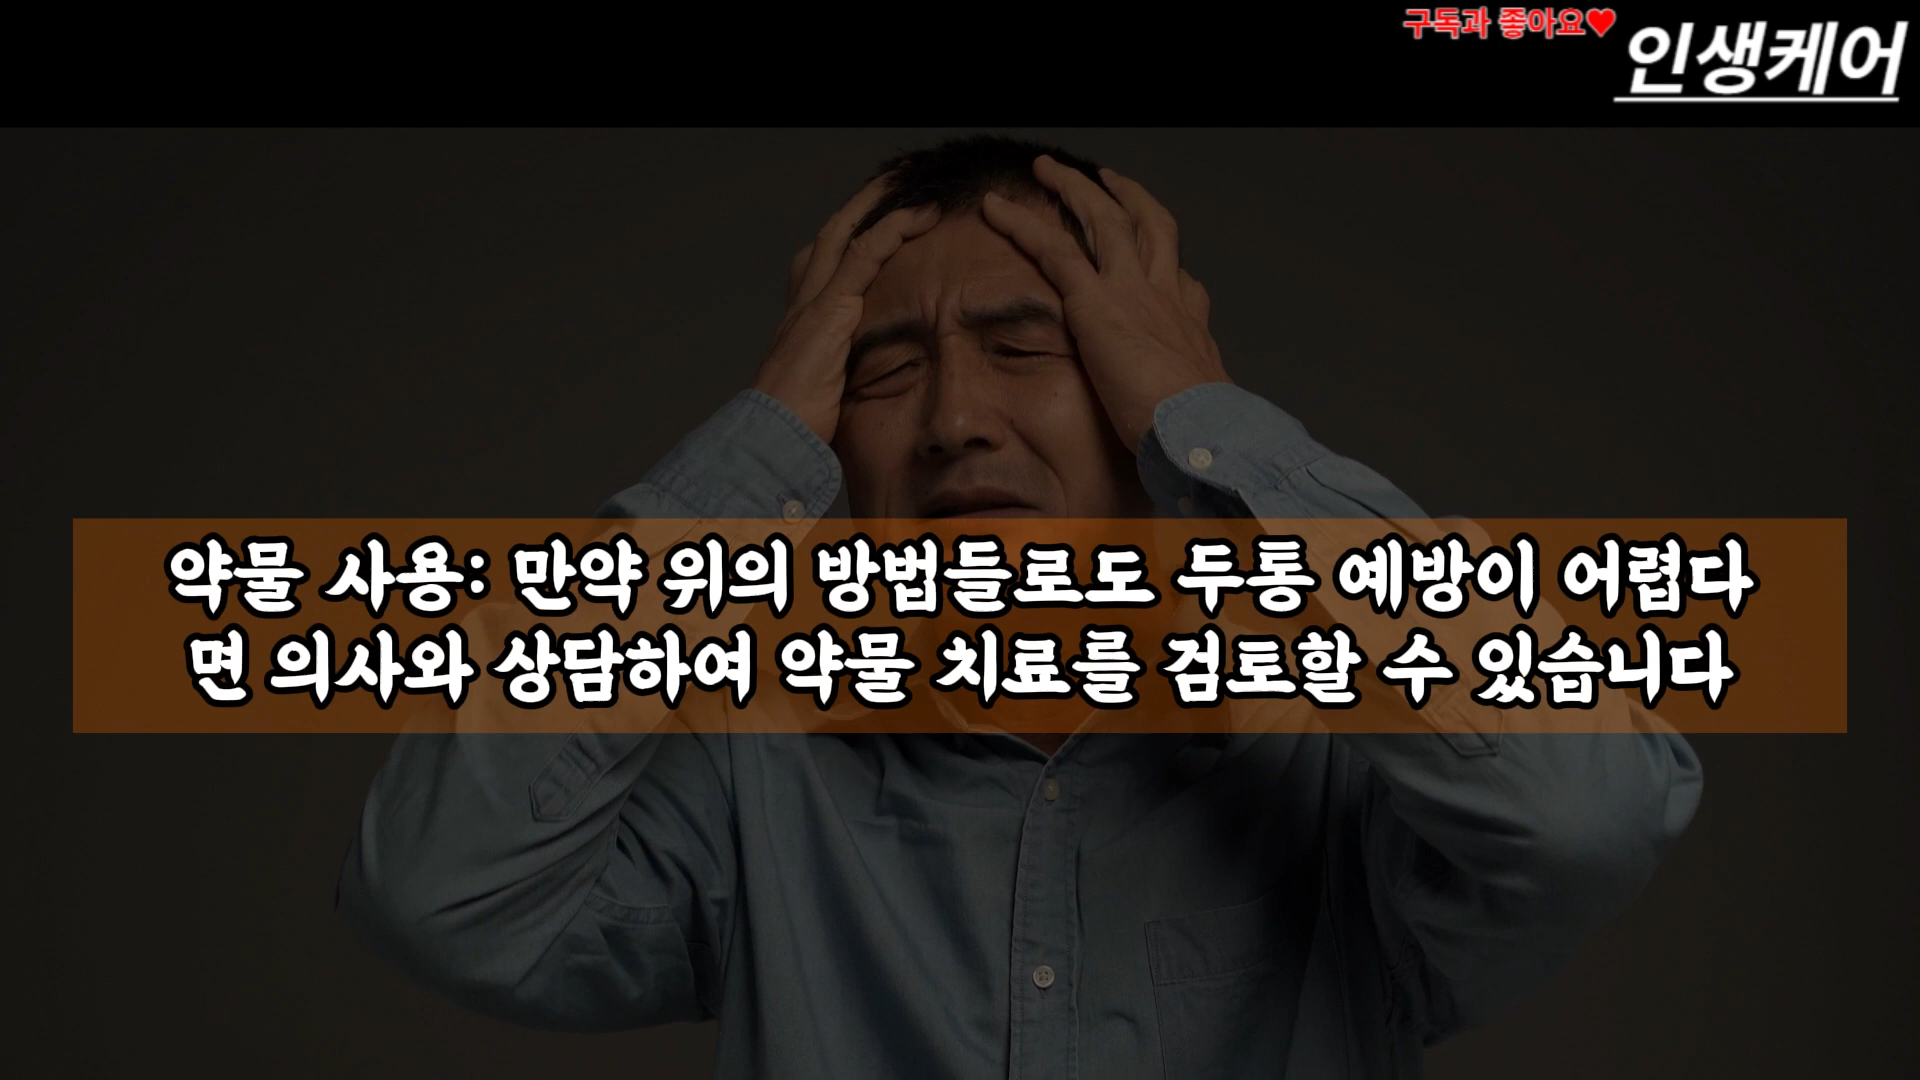 구독과 좋아요♥
인생케어
약물 사용: 만약 위의 방법들로도 두통 예방이 어렵다
면 의사와 상담하여 약물 치료를 검토할 수 있습니다